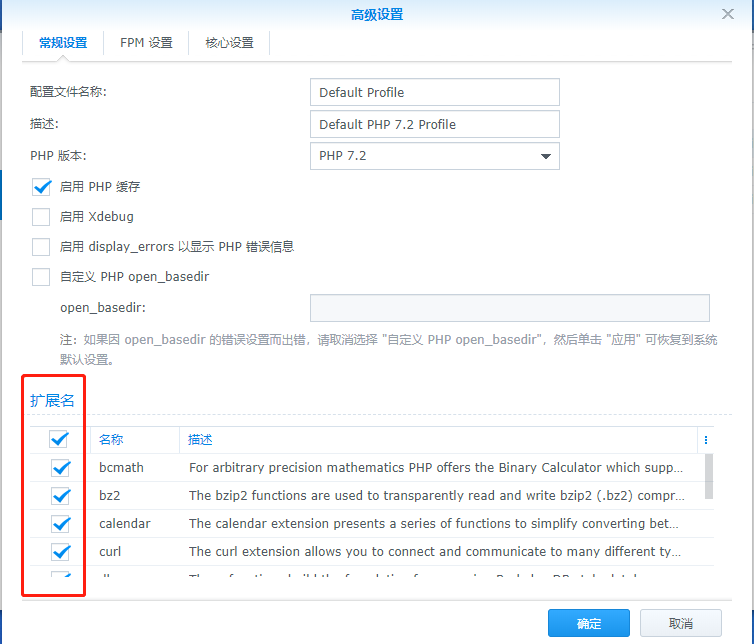 高级设置
常规设置 FPM 设置 核心设置
配置文件名称: Default Profile
描述: Default PHP 7.2 Profile
PHP 版本: PHP 7.2
启用 PHP 缓存
启用 Xdebug
启用 display_errors 以显示 PHP 错误信息
自定义 PHP open_basedir
open_basedir:
注: 如果因 open_basedir 的错误设置而出错，请取消选择 "自定义 PHP open_basedir"，然后单击 "应用" 可恢复到系统
默认设置。
扩展名
名称 描述
bcmath For arbitrary precision mathematics PHP offers the Binary Calculator which supp...
bz2 The bzip2 functions are used to transparently read and write bzip2 (.bz2) compr...
calendar The calendar extension presents a series of functions to simplify converting bet...
curl The curl extension allows you to connect and communicate to many different ty...
确定 取消